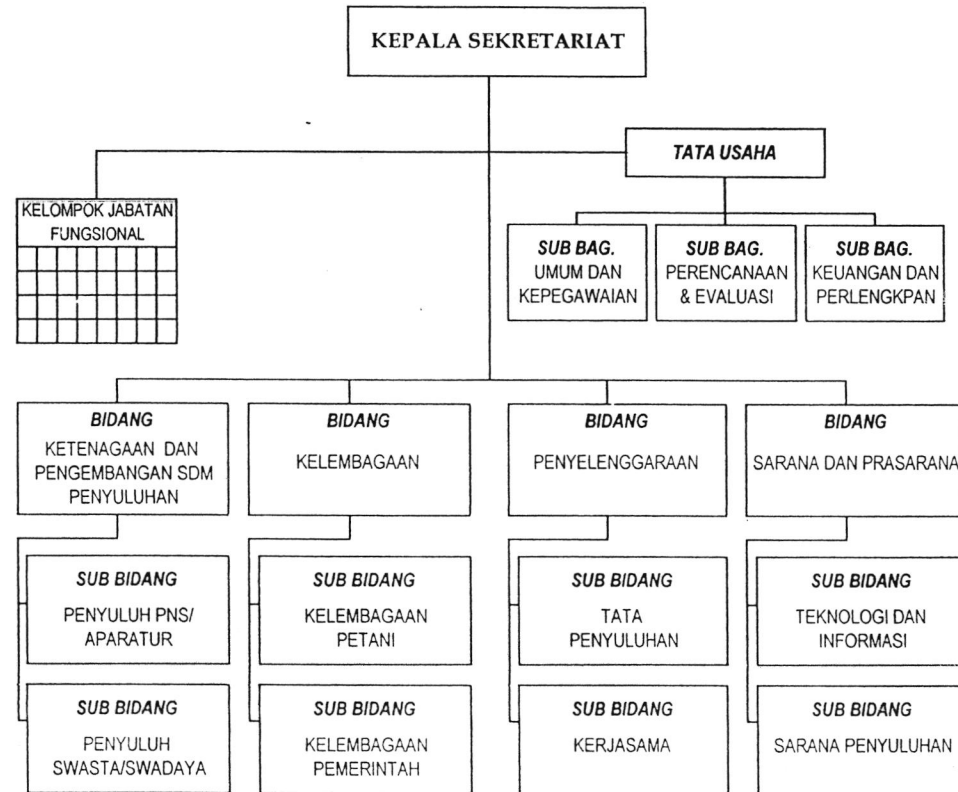 KEPALA SEKRETARIAT
TATA USAHA
KELOMPOK JABATAN
FUNGSIONAL
SUB BAG.
UMUM DAN
KEPEGAWAIAN
SUB BAG.
PERENCANAAN
& EVALUASI
SUB BAG.
KEUANGAN DAN
PERLENGKPAN
BIDANG
KETENAGAAN DAN
PENGEMBANGAN SDM
PENYULUHAN
BIDANG
KELEMBAGAAN
BIDANG
PENYELENGGARAAN
BIDANG
SARANA DAN PRASARANA
SUB BIDANG
PENYULUH PNS/
APARATUR
SUB BIDANG
KELEMBAGAAN
PETANI
SUB BIDANG
TATA
PENYULUHAN
SUB BIDANG
TEKNOLOGI DAN
INFORMASI
SUB BIDANG
PENYULUH
SWASTA/SWADAYA
SUB BIDANG
KELEMBAGAAN
PEMERINTAH
SUB BIDANG
KERJASAMA
SUB BIDANG
SARANA PENYULUHAN